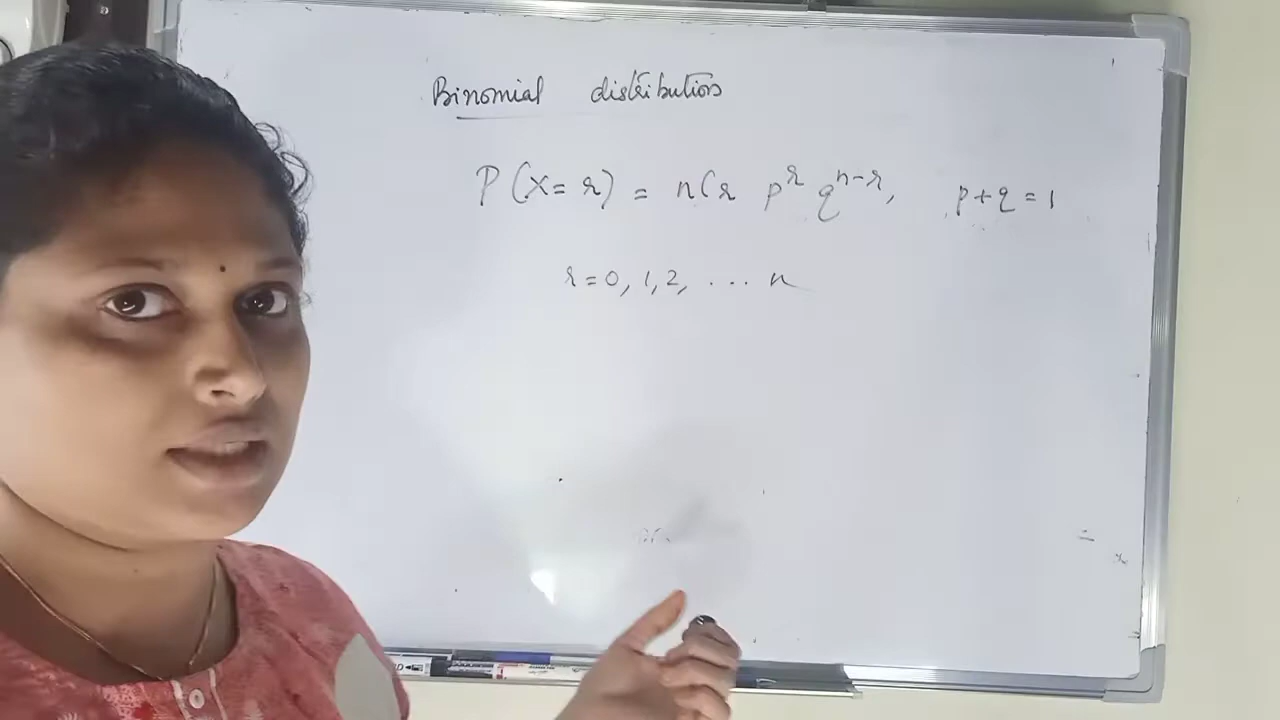 Binomial distribution
P(X=r) = nCr p^r q^{n-r}, p+q=1
r=0,1,2, ... n